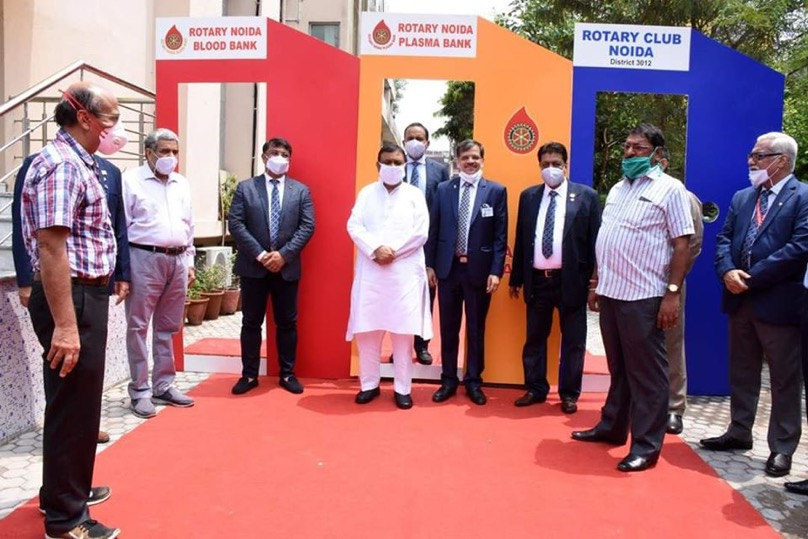 ROTARY NOIDA
BLOOD BANK
ROTARY NOIDA
PLASMA BANK
ROTARY CLUB
NOIDA
District 3012